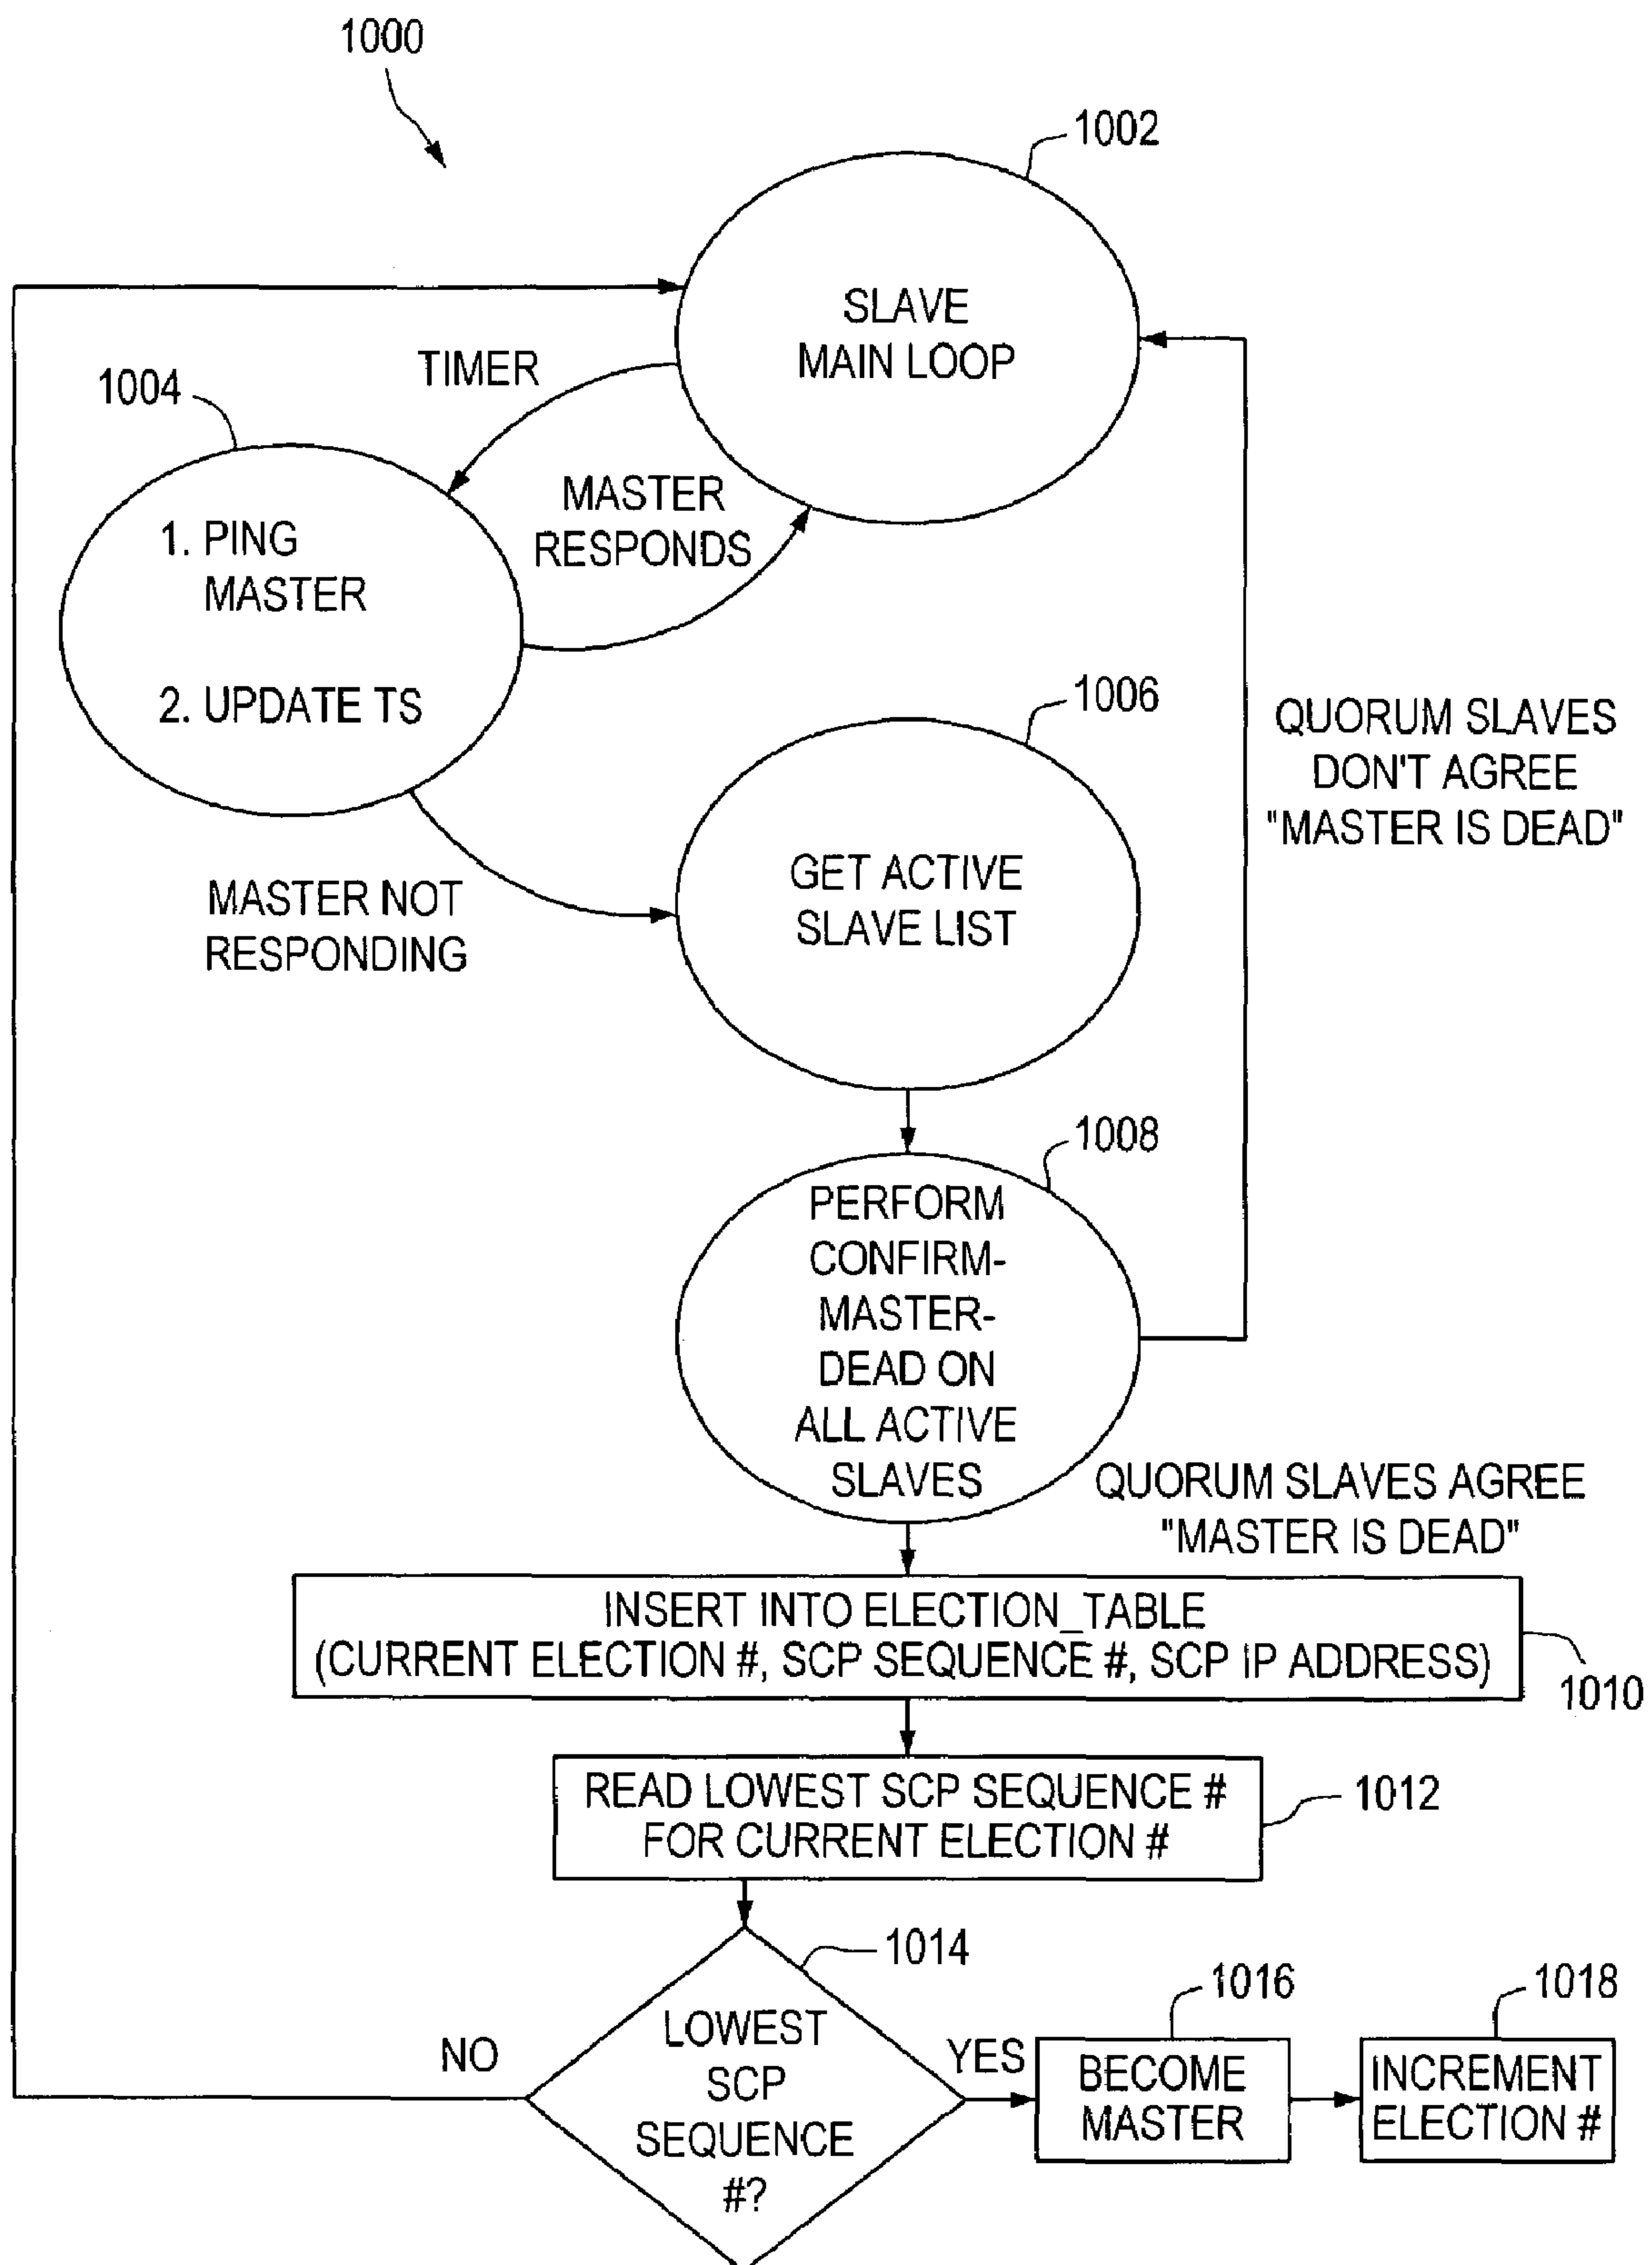 1000
1002
SLAVE
MAIN LOOP
TIMER
1004
MASTER
RESPONDS
1. PING
MASTER
2. UPDATE TS
1006
QUORUM SLAVES
DON'T AGREE
"MASTER IS DEAD"
GET ACTIVE
SLAVE LIST
MASTER NOT
RESPONDING
1008
PERFORM
CONFIRM-
MASTER-
DEAD ON
ALL ACTIVE
SLAVES
QUORUM SLAVES AGREE
"MASTER IS DEAD"
INSERT INTO ELECTION_TABLE
(CURRENT ELECTION #, SCP SEQUENCE #, SCP IP ADDRESS)
1010
READ LOWEST SCP SEQUENCE #
FOR CURRENT ELECTION #
1012
1014
LOWEST
SCP
SEQUENCE
#?
NO
YES
1016
BECOME
MASTER
1018
INCREMENT
ELECTION #